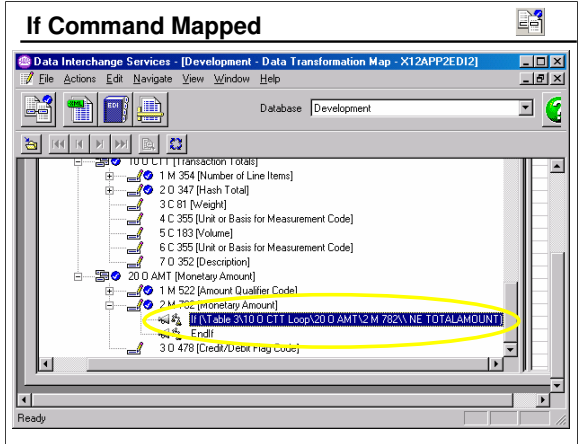 If Command Mapped
Data Interchange Services - [Development - Data Transformation Map - X12APP2EDI2]
File Actions Edit Navigate View Window Help
Database Development
10 O CTT [Transaction Totals]
1 M 354 [Number of Line Items]
2 O 347 [Hash Total]
3 C 81 [Weight]
4 C 355 [Unit or Basis for Measurement Code]
5 C 183 [Volume]
6 C 355 [Unit or Basis for Measurement Code]
7 O 352 [Description]
20 O AMT [Monetary Amount]
1 M 522 [Amount Qualifier Code]
2 M 782 [Monetary Amount]
If (\Table 3\10 O CTT Loop\20 O AMT\2 M 782\\ NE TOTALAMOUNT)
EndIf
3 O 478 [Credit/Debit Flag Code]
Ready